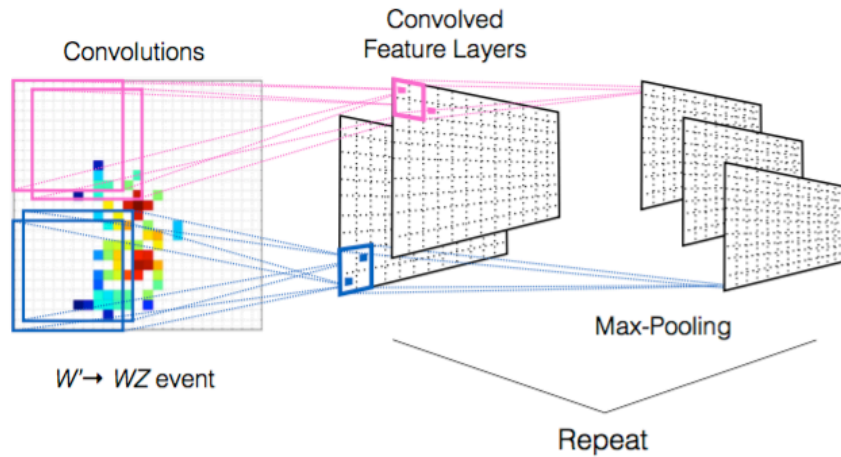 Convolutions
Convolved
Feature Layers
Max-Pooling
W'→ WZ event
Repeat